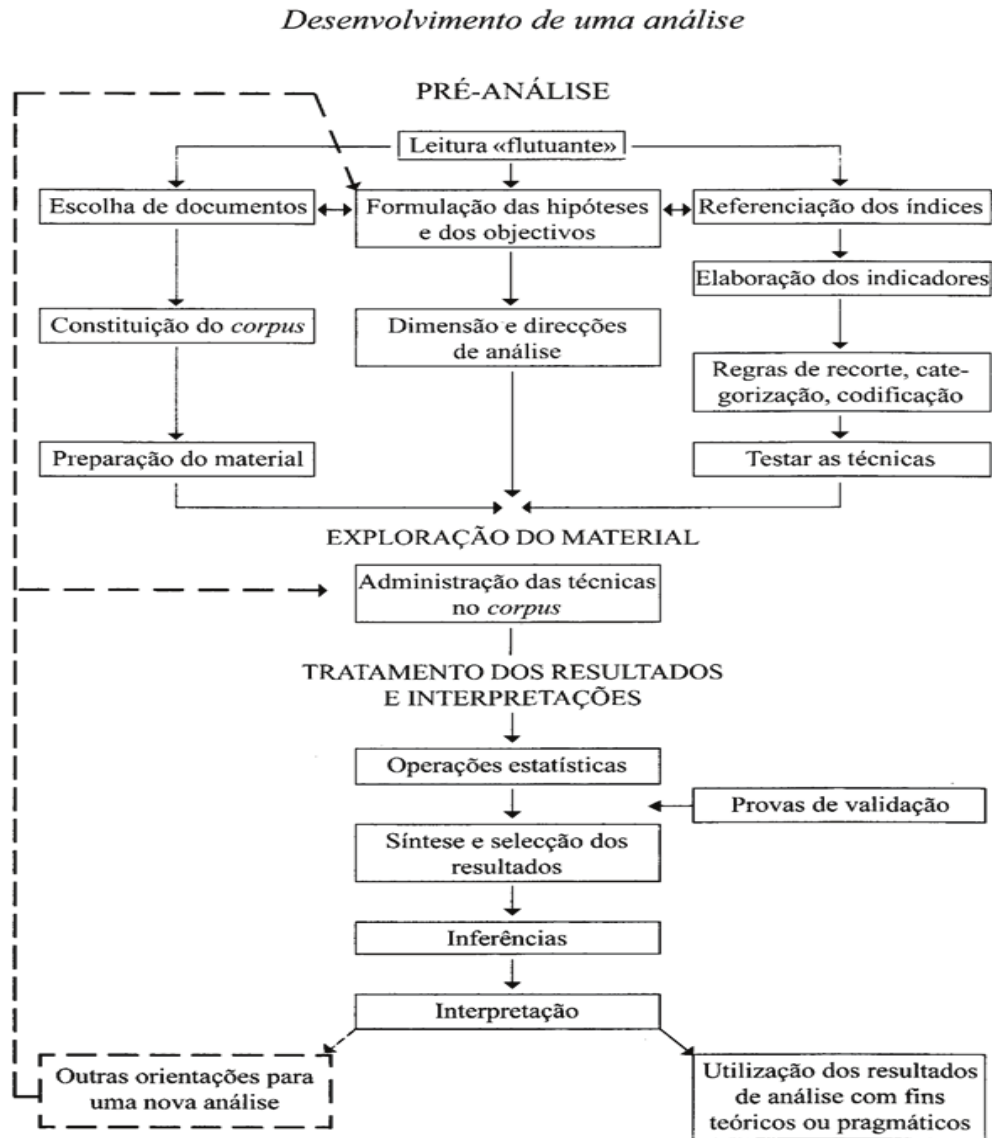 Desenvolvimento de uma análise
PRÉ-ANÁLISE
Leitura «flutuante»
Escolha de documentos
Formulação das hipóteses
e dos objectivos
Referenciação dos índices
Elaboração dos indicadores
Constituição do corpus
Dimensão e direcções
de análise
Regras de recorte, cate-
gorização, codificação
Preparação do material
Testar as técnicas
EXPLORAÇÃO DO MATERIAL
Administração das técnicas
no corpus
TRATAMENTO DOS RESULTADOS
E INTERPRETAÇÕES
Operações estatísticas
Provas de validação
Síntese e selecção dos
resultados
Inferências
Interpretação
Outras orientações para
uma nova análise
Utilização dos resultados
de análise com fins
teóricos ou pragmáticos